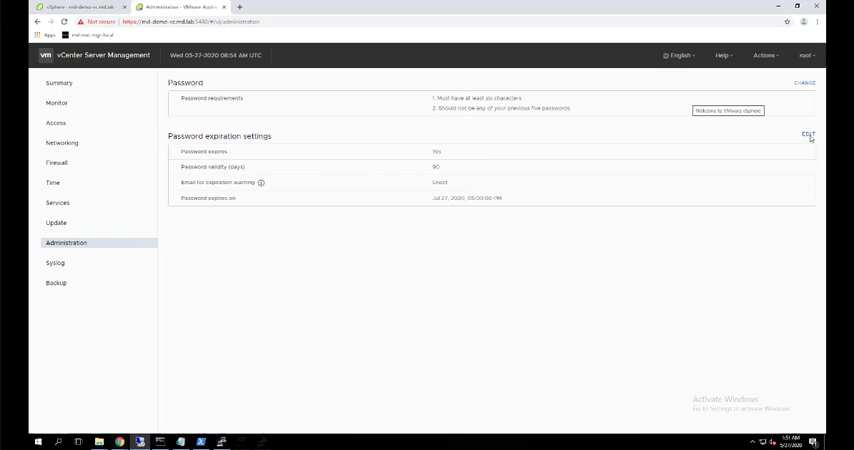 vSphere - md-demo-vc.md.lab
Administration - VMware Appl
Not secure | https://md-demo-vc.md.lab:5480/#/ui/administration
Apps
vm vCenter Server Management
Wed 05-27-2020 08:54 AM UTC
English
Help
Actions
root
Summary
Monitor
Access
Networking
Firewall
Time
Services
Update
Administration
Syslog
Backup
Password
CHANGE
Password requirements
1. Must have at least six characters
2. Should not be any of your previous five passwords.
Welcome to VMware vSphere
Password expiration settings
EDIT
Password expires
Yes
Password validity (days)
90
Email for expiration warning
Unset
Password expires on
Jul 27, 2020, 05:00:00 PM
Activate Windows
Go to Settings to activate Windows.
1:51 AM
5/27/2020